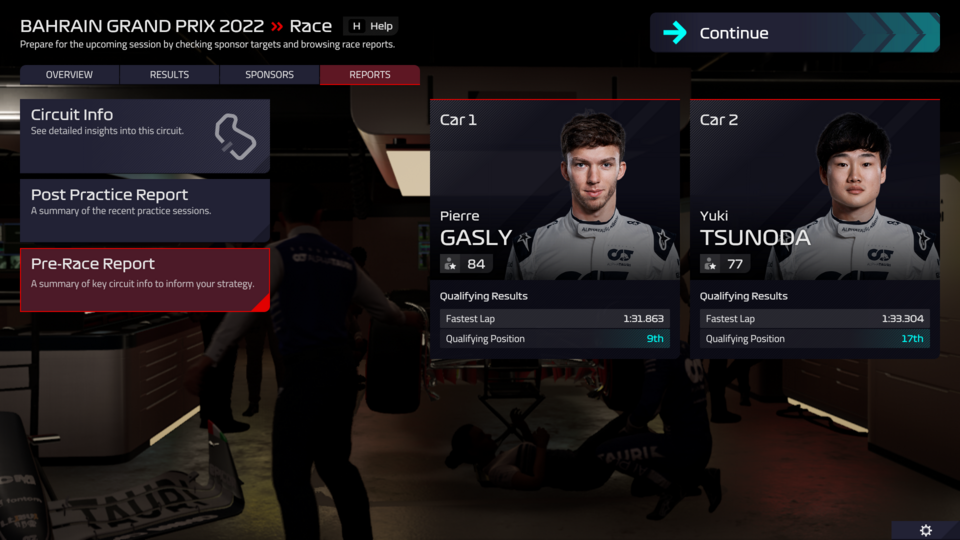 BAHRAIN GRAND PRIX 2022 » Race H Help
Prepare for the upcoming session by checking sponsor targets and browsing race reports.
Continue
OVERVIEW RESULTS SPONSORS REPORTS
Circuit Info
See detailed insights into this circuit.
Post Practice Report
A summary of the recent practice sessions.
Pre-Race Report
A summary of key circuit info to inform your strategy.
Car 1
Pierre
GASLY
84
Qualifying Results
Fastest Lap 1:31.863
Qualifying Position 9th
Car 2
Yuki
TSUNODA
77
Qualifying Results
Fastest Lap 1:33.304
Qualifying Position 17th